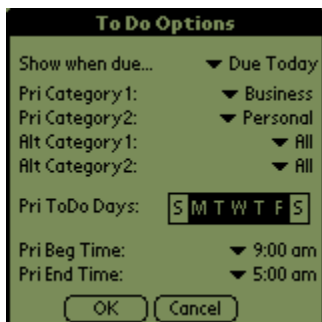 To Do Options
Show when due... Due Today
Pri Category1: Business
Pri Category2: Personal
Alt Category1: All
Alt Category2: All
Pri ToDo Days: S M T W T F S
Pri Beg Time: 9:00 am
Pri End Time: 5:00 am
OK Cancel